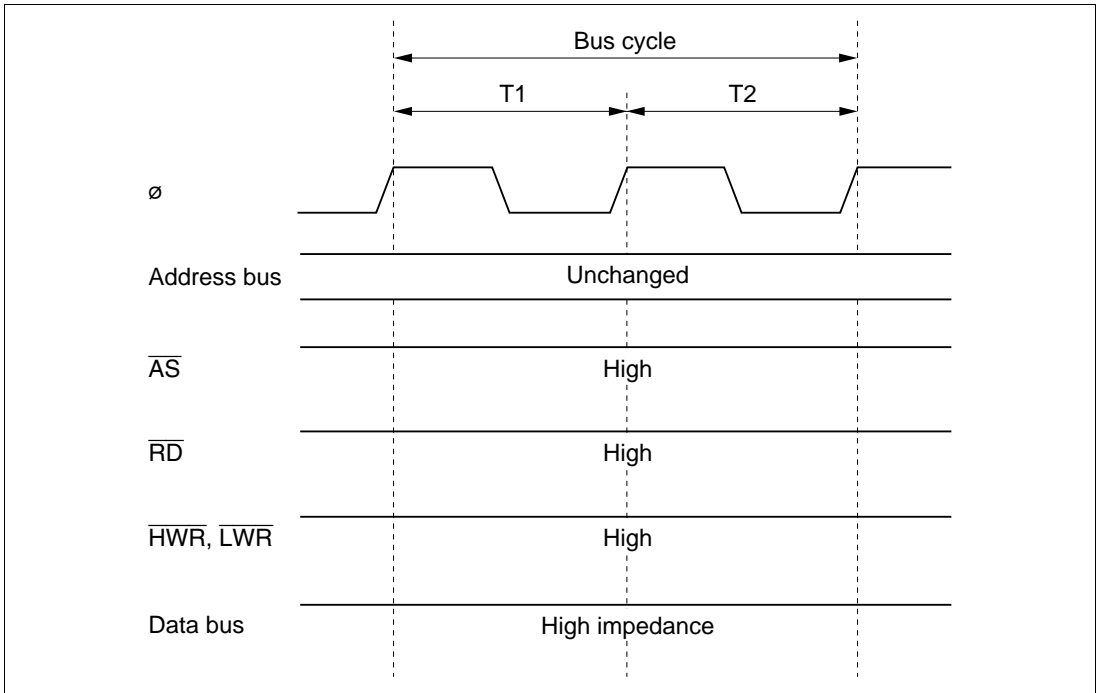 Bus cycle
T1 T2
ø
Address bus Unchanged
AS High
RD High
HWR, LWR High
Data bus High impedance